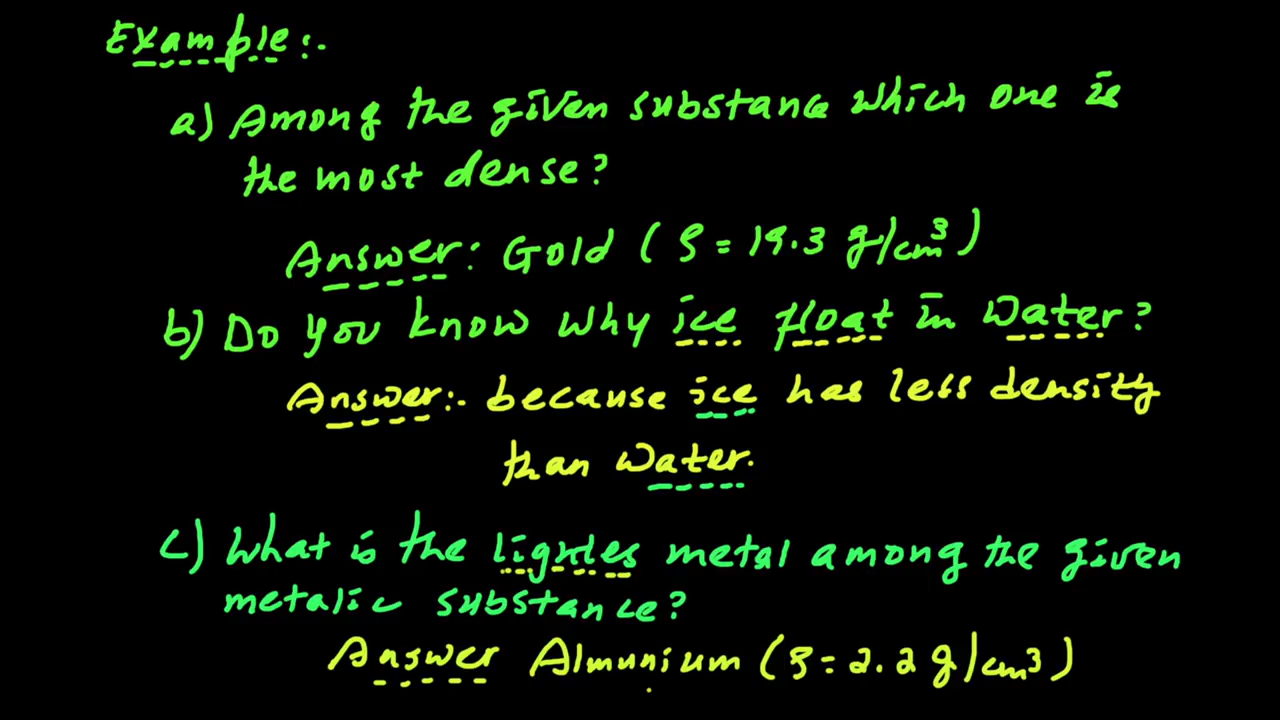 Example:-
a) Among the given substance which one is
the most dense?
Answer: Gold (ρ = 19.3 g/cm³)
b) Do you know why ice float in water?
Answer:- because ice has less density
than water.
c) What is the lightes metal among the given
metalic substance?
Answer Almunium (ρ = 2.2 g/cm³)